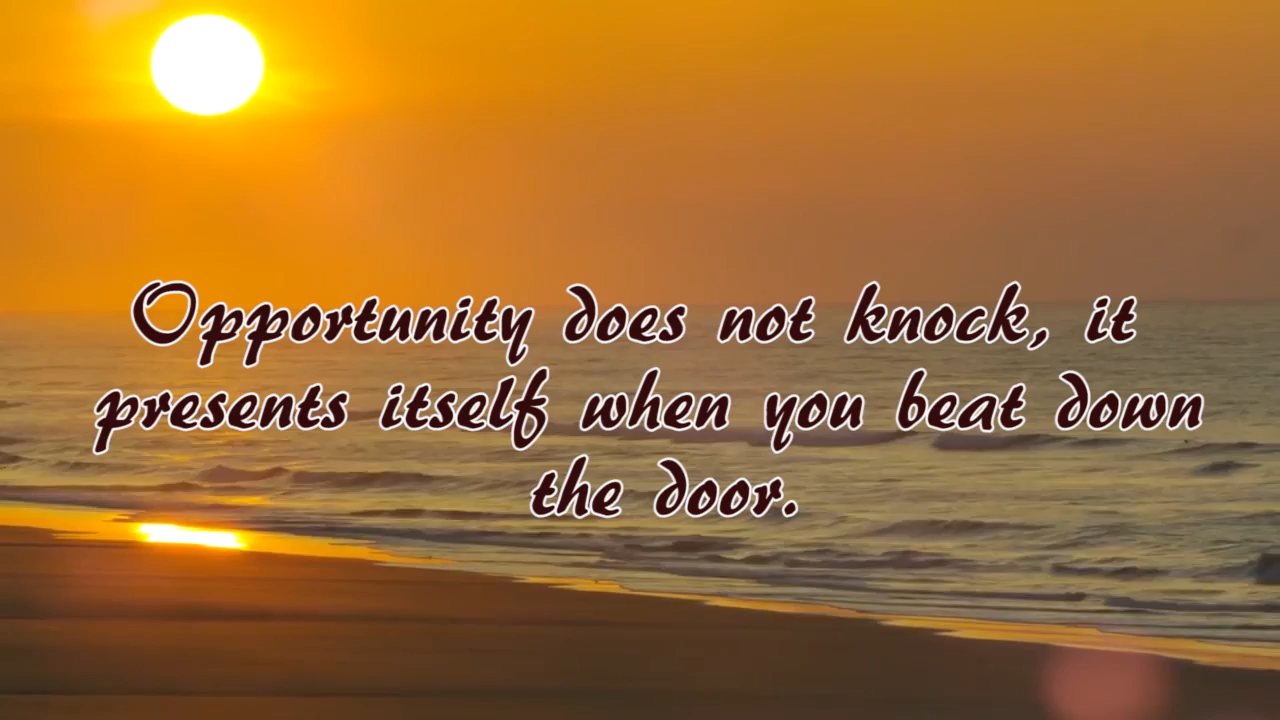 Opportunity does not knock, it
presents itself when you beat down
the door.